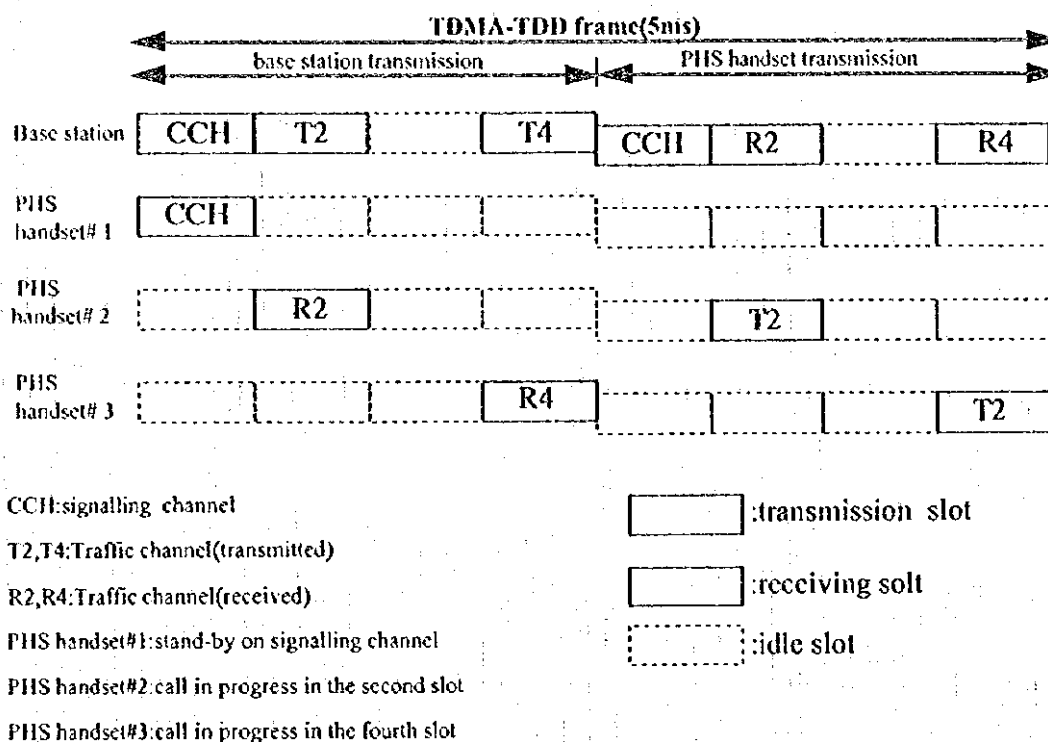 TDMA-TDD frame(5ms)
base station transmission PHS handset transmission
Base station CCH T2 T4 CCH R2 R4
PHS
handset# 1 CCH
PHS
handset# 2 R2 T2
PHS
handset# 3 R4 T2
CCH:signalling channel
T2,T4:Traffic channel(transmitted)
R2,R4:Traffic channel(received)
PHS handset#1:stand-by on signalling channel
PHS handset#2:call in progress in the second slot
PHS handset#3:call in progress in the fourth slot
:transmission slot
:receiving solt
:idle slot